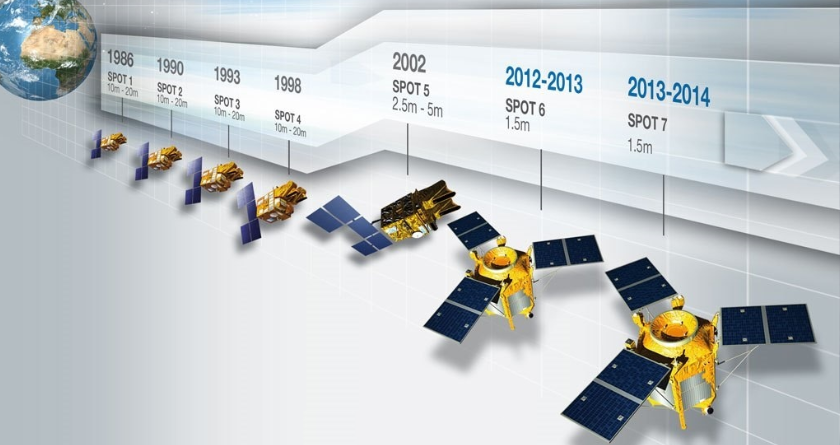 1986
SPOT 1
10m - 20m
1990
SPOT 2
10m - 20m
1993
SPOT 3
10m - 20m
1998
SPOT 4
10m - 20m
2002
SPOT 5
2.5m - 5m
2012-2013
SPOT 6
1.5m
2013-2014
SPOT 7
1.5m